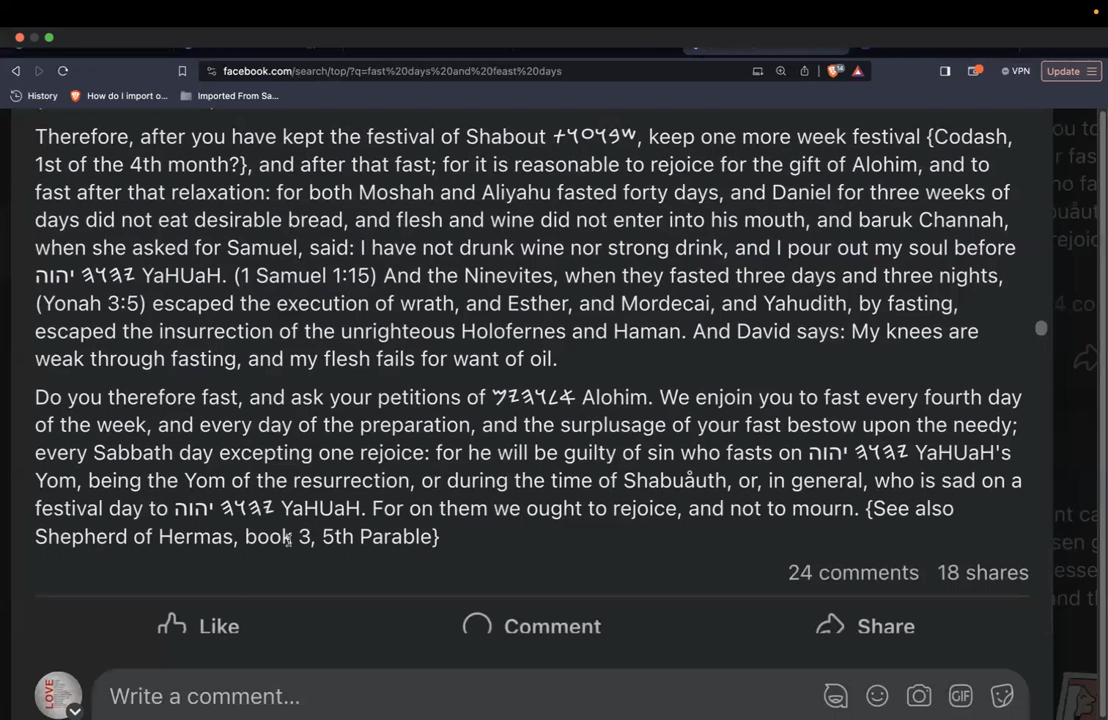 facebook.com/search/top/?q=fast%20days%20and%20feast%20days
14
VPN
Update
History
How do I import o...
Imported From Sa...
Therefore, after you have kept the festival of Shabout 𐤕𐤅𐤏𐤅𐤁𐤔, keep one more week festival {Codash,
1st of the 4th month?}, and after that fast; for it is reasonable to rejoice for the gift of Alohim, and to
fast after that relaxation: for both Moshah and Aliyahu fasted forty days, and Daniel for three weeks of
days did not eat desirable bread, and flesh and wine did not enter into his mouth, and baruk Channah,
when she asked for Samuel, said: I have not drunk wine nor strong drink, and I pour out my soul before
יהוה 𐤉𐤄𐤅𐤄 YaHUaH. (1 Samuel 1:15) And the Ninevites, when they fasted three days and three nights,
(Yonah 3:5) escaped the execution of wrath, and Esther, and Mordecai, and Yahudith, by fasting,
escaped the insurrection of the unrighteous Holofernes and Haman. And David says: My knees are
weak through fasting, and my flesh fails for want of oil.
Do you therefore fast, and ask your petitions of 𐤀𐤋𐤅𐤄𐤉𐤌 Alohim. We enjoin you to fast every fourth day
of the week, and every day of the preparation, and the surplusage of your fast bestow upon the needy;
every Sabbath day excepting one rejoice: for he will be guilty of sin who fasts on יהוה 𐤉𐤄𐤅𐤄 YaHUaH's
Yom, being the Yom of the resurrection, or during the time of Shabuåuth, or, in general, who is sad on a
festival day to יהוה 𐤉𐤄𐤅𐤄 YaHUaH. For on them we ought to rejoice, and not to mourn. {See also
Shepherd of Hermas, book 3, 5th Parable}
24 comments 18 shares
Like Comment Share
LOVE
Write a comment...
GIF